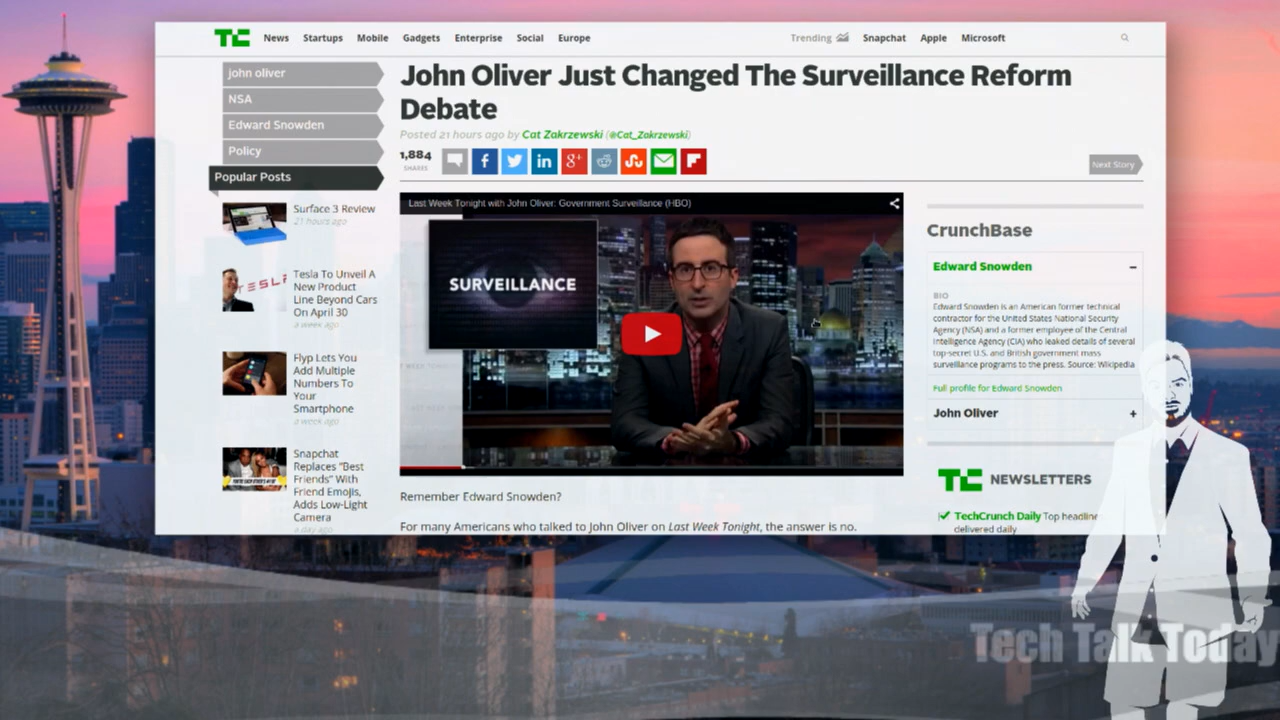 TC News Startups Mobile Gadgets Enterprise Social Europe Trending Snapchat Apple Microsoft
john oliver
NSA
Edward Snowden
Policy
Popular Posts
Surface 3 Review
21 hours ago
Tesla To Unveil A
New Product
Line Beyond Cars
On April 30
a week ago
Flyp Lets You
Add Multiple
Numbers To
Your
Smartphone
a week ago
Snapchat
Replaces “Best
Friends” With
Friend Emojis,
Adds Low-Light
Camera
a day ago
John Oliver Just Changed The Surveillance Reform
Debate
Posted 21 hours ago by Cat Zakrzewski (@Cat_Zakrzewski)
1,884
SHARES
Next Story
Last Week Tonight with John Oliver: Government Surveillance (HBO)
SURVEILLANCE
TESLA
Remember Edward Snowden?
For many Americans who talked to John Oliver on Last Week Tonight, the answer is no.
CrunchBase
Edward Snowden –
BIO
Edward Snowden is an American former technical
contractor for the United States National Security
Agency (NSA) and a former employee of the Central
Intelligence Agency (CIA) who leaked details of several
top-secret U.S. and British government mass
surveillance programs to the press. Source: Wikipedia
Full profile for Edward Snowden
John Oliver +
TC NEWSLETTERS
TechCrunch Daily Top headline
delivered daily
Tech Talk Today